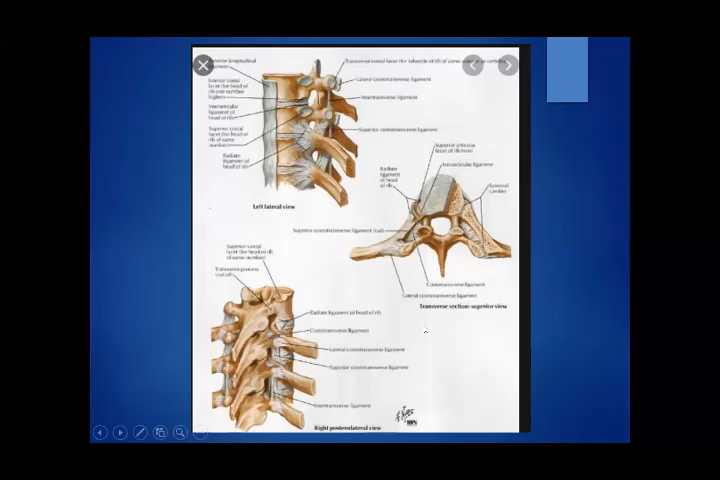 Anterior longitudinal
ligament
Inferior costal
facet (for head of
rib one number
higher)
Interarticular
ligament of
head of rib
Superior costal
facet (for head
of rib of same
number)
Radiate
ligament of
head of rib
Transverse costal facet (for tubercle of rib of same number as vertebra)
Lateral costotransverse ligament
Intertransverse ligament
Superior costotransverse ligament
Left lateral view
Superior articular
facet of rib head
Intraarticular ligament
Radiate
ligament
of head
of rib
Synovial
cavities
Superior costotransverse ligament (cut)
Costotransverse ligament
Lateral costotransverse ligament
Transverse section: superior view
Superior costal
facet (for head of rib
of same number)
Transverse process
(cut off)
Radiate ligament of head of rib
Costotransverse ligament
Lateral costotransverse ligament
Superior costotransverse ligament
Intertransverse ligament
Right posterolateral view